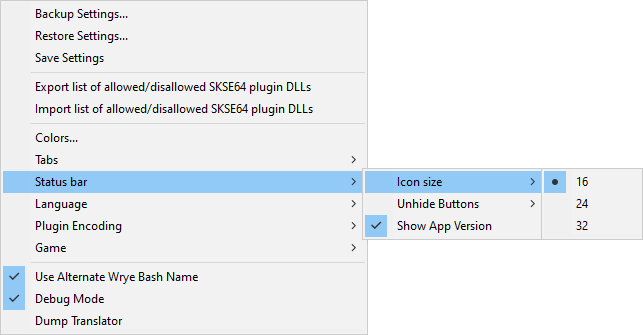 Backup Settings...
Restore Settings...
Save Settings
Export list of allowed/disallowed SKSE64 plugin DLLs
Import list of allowed/disallowed SKSE64 plugin DLLs
Colors...
Tabs
Status bar
Language
Plugin Encoding
Game
Use Alternate Wrye Bash Name
Debug Mode
Dump Translator
Icon size
Unhide Buttons
Show App Version
16
24
32